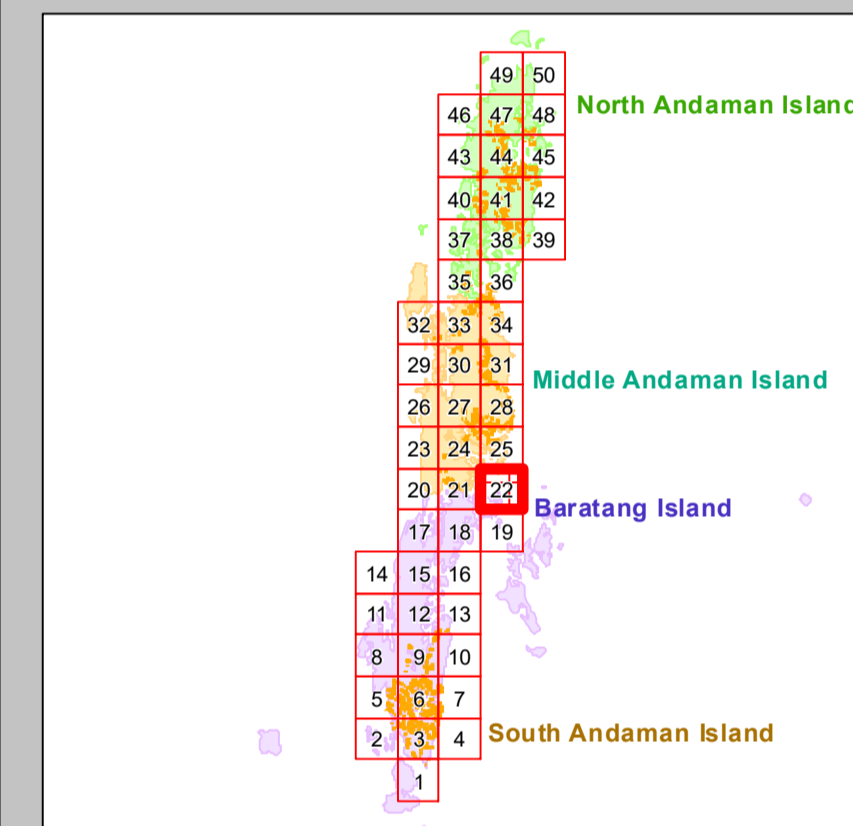 49 50
North Andaman Island
46 47 48
43 44 45
40 41 42
37 38 39
35 36
32 33 34
29 30 31
Middle Andaman Island
26 27 28
23 24 25
20 21 22
Baratang Island
17 18 19
14 15 16
11 12 13
8 9 10
5 6 7
South Andaman Island
2 3 4
1